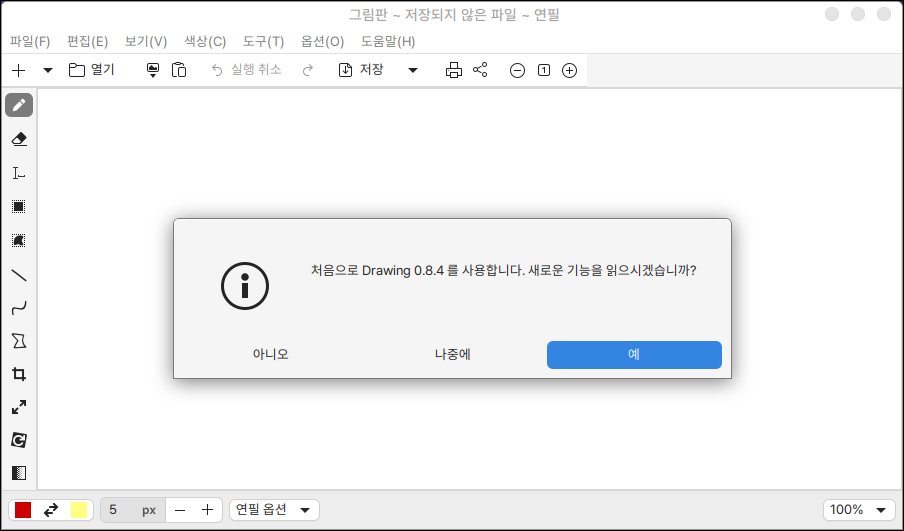 그림판 ~ 저장되지 않은 파일 ~ 연필
파일(F) 편집(E) 보기(V) 색상(C) 도구(T) 옵션(O) 도움말(H)
열기 실행 취소 저장 1
처음으로 Drawing 0.8.4 를 사용합니다. 새로운 기능을 읽으시겠습니까?
아니오 나중에 예
5 px 연필 옵션 100%